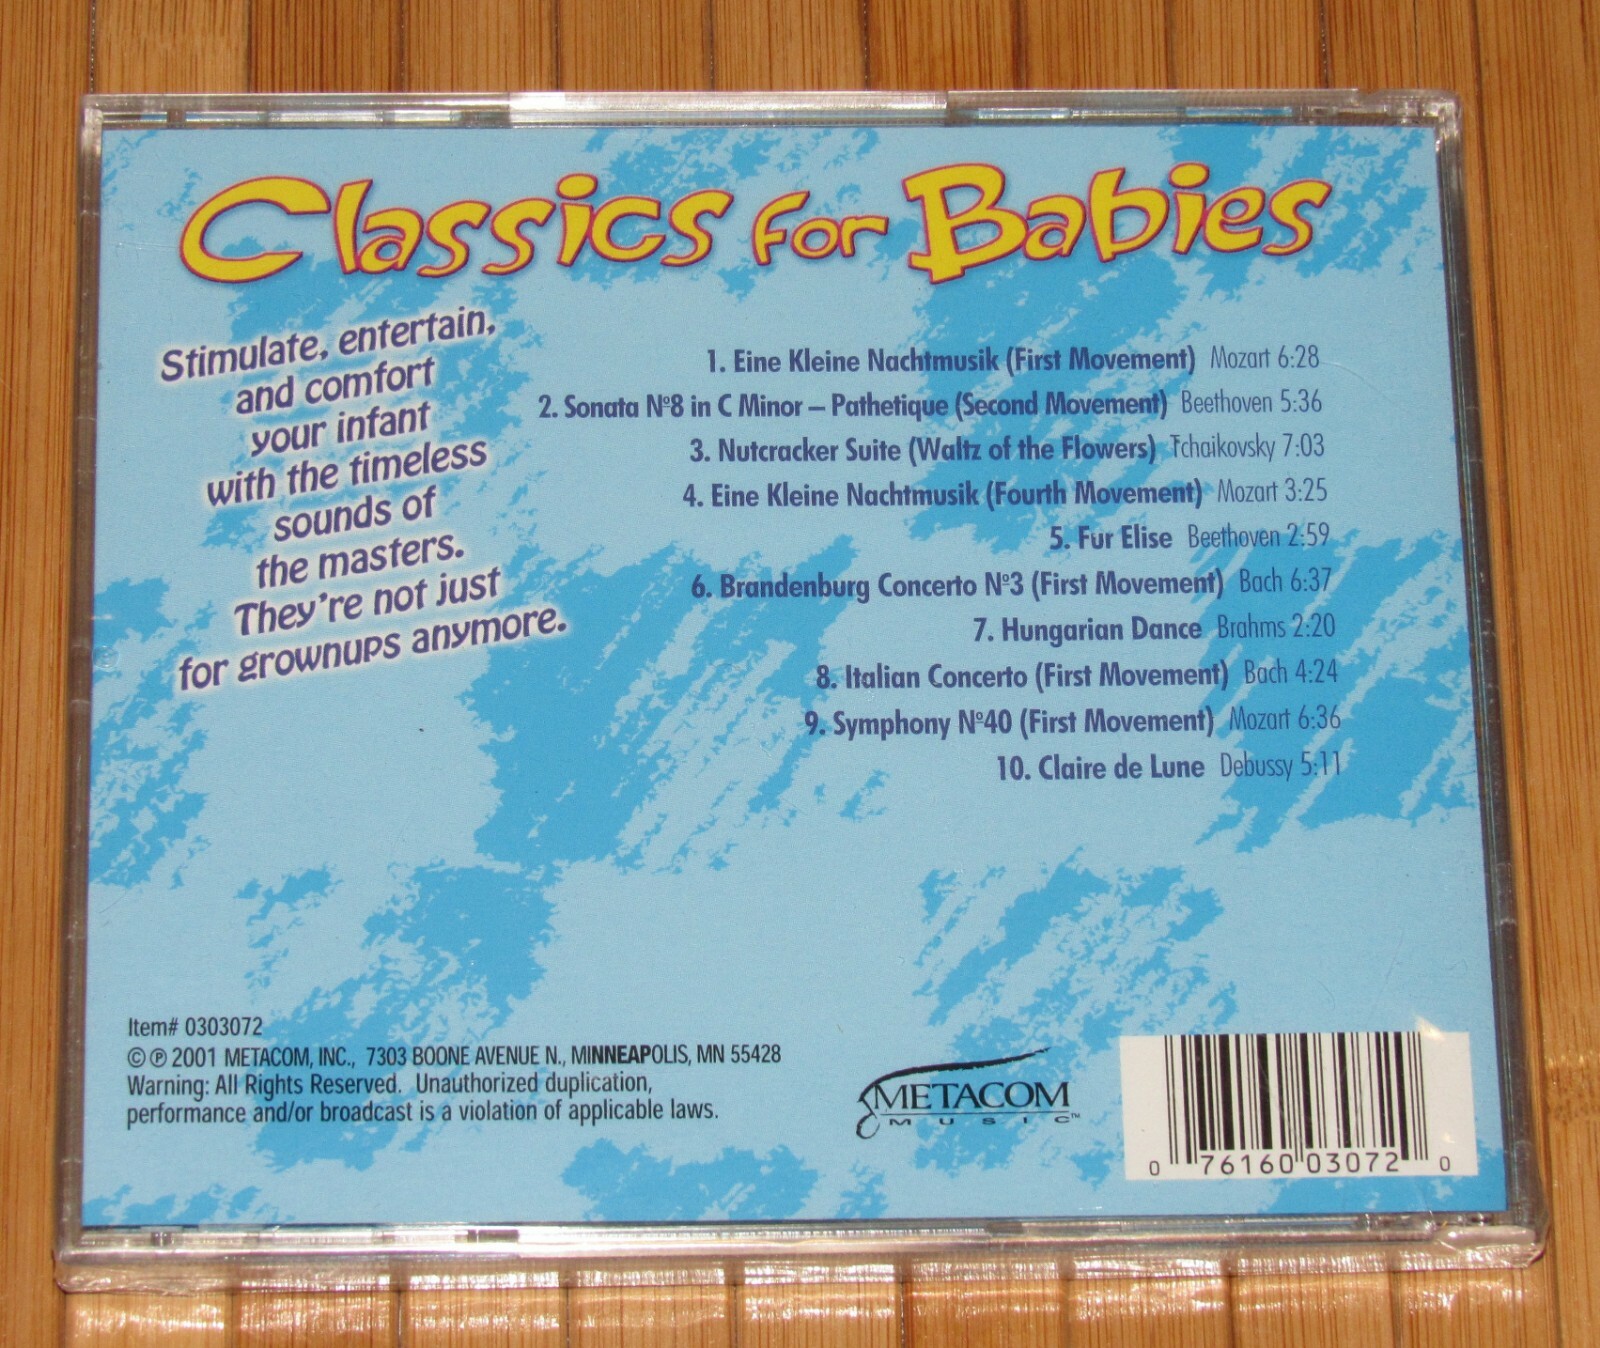 Classics for Babies
Stimulate, entertain,
and comfort
your infant
with the timeless
sounds of
the masters.
They're not just
for grownups anymore.
1. Eine Kleine Nachtmusik (First Movement) Mozart 6:28
2. Sonata Nº8 in C Minor – Pathetique (Second Movement) Beethoven 5:36
3. Nutcracker Suite (Waltz of the Flowers) Tchaikovsky 7:03
4. Eine Kleine Nachtmusik (Fourth Movement) Mozart 3:25
5. Fur Elise Beethoven 2:59
6. Brandenburg Concerto Nº3 (First Movement) Bach 6:37
7. Hungarian Dance Brahms 2:20
8. Italian Concerto (First Movement) Bach 4:24
9. Symphony Nº40 (First Movement) Mozart 6:36
10. Claire de Lune Debussy 5:11
Item# 0303072
© ℗ 2001 METACOM, INC., 7303 BOONE AVENUE N., MINNEAPOLIS, MN 55428
Warning: All Rights Reserved. Unauthorized duplication,
performance and/or broadcast is a violation of applicable laws.
METACOM
MUSIC™
0 76160 03072 0